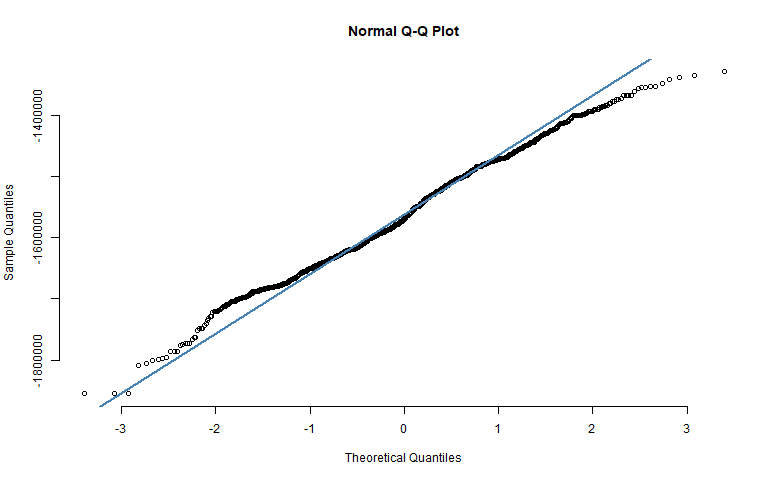 Normal Q-Q Plot
Sample Quantiles
-1400000
-1600000
-1800000
-3 -2 -1 0 1 2 3
Theoretical Quantiles